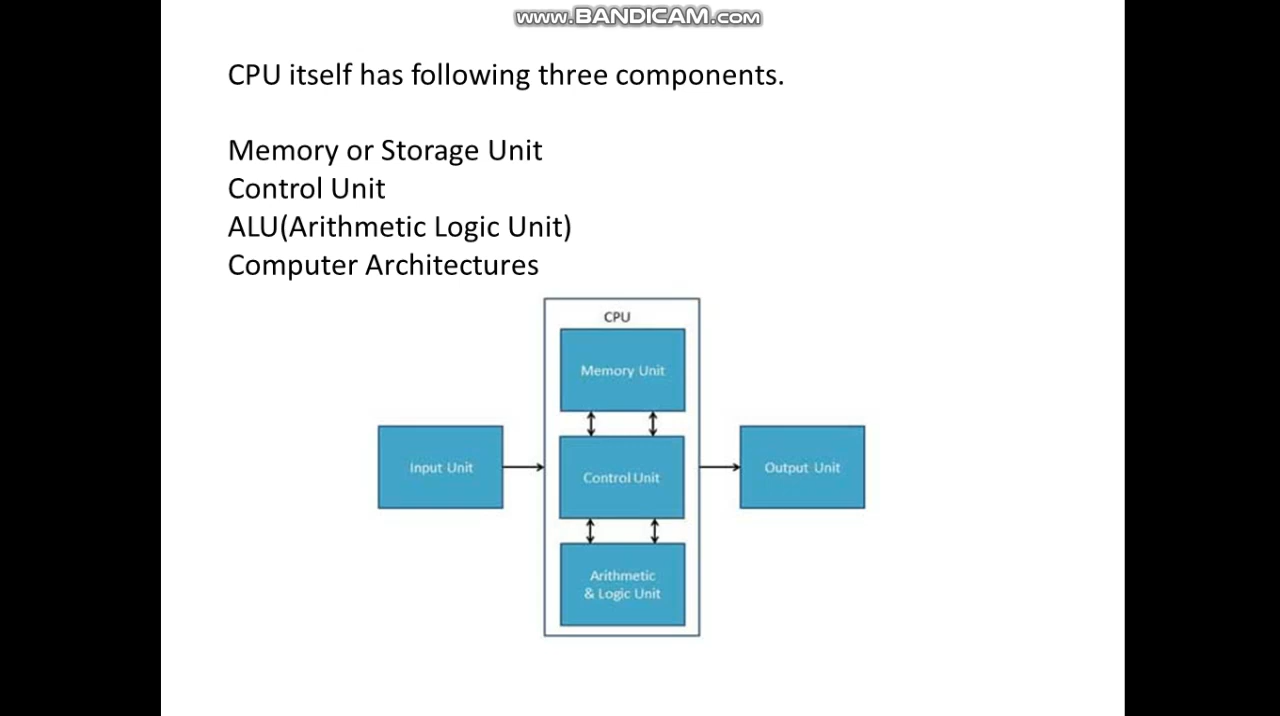 www.BANDICAM.com
CPU itself has following three components.
Memory or Storage Unit
Control Unit
ALU(Arithmetic Logic Unit)
Computer Architectures
CPU
Memory Unit
Input Unit
Control Unit
Output Unit
Arithmetic
& Logic Unit